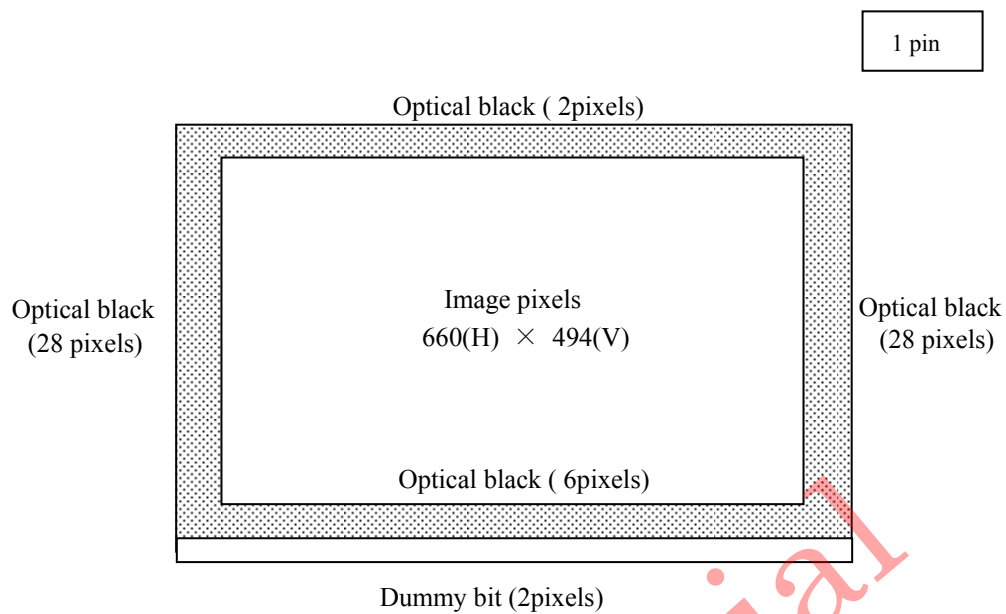 1 pin
Optical black ( 2pixels)
Optical black
(28 pixels)
Image pixels
660(H) × 494(V)
Optical black
(28 pixels)
Optical black ( 6pixels)
Dummy bit (2pixels)
ial